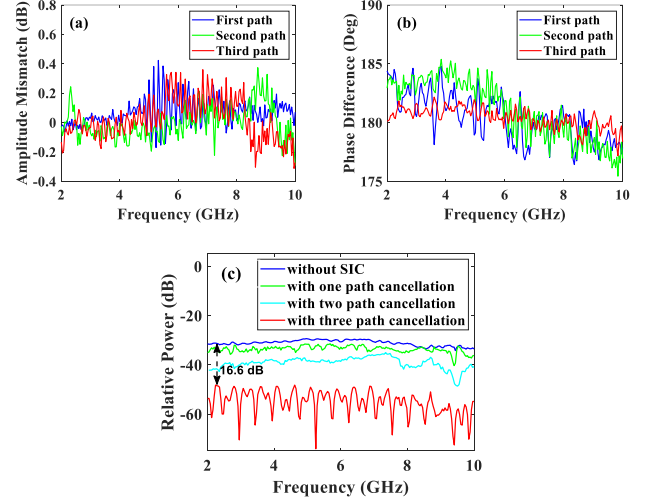 (a)
First path
Second path
Third path
Amplitude Mismatch (dB)
0.8
0.6
0.4
0.2
0
0.2
-0.4
2
4
6
8
10
Frequency (GHz)
(b)
First path
Second path
Third path
Phase Difference (Deg)
190
185
180
175
2
4
6
8
10
Frequency (GHz)
(c)
without SIC
with one path cancellation
with two path cancellation
with three path cancellation
16.6 dB
Relative Power (dB)
0
-20
-40
-60
2
4
6
8
10
Frequency (GHz)